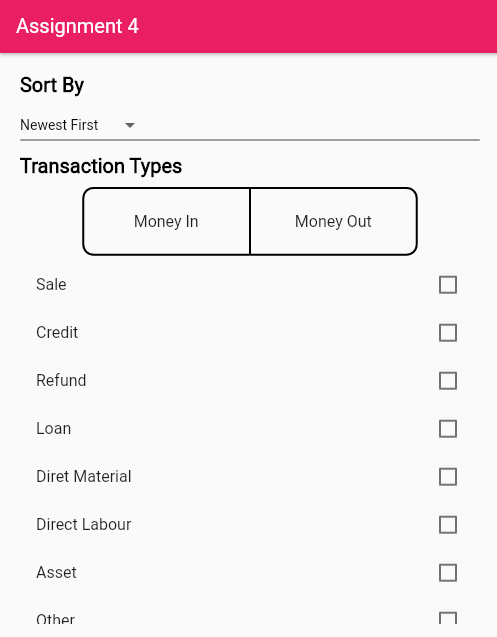 Assignment 4
Sort By
Newest First
Transaction Types
Money In
Money Out
Sale
Credit
Refund
Loan
Diret Material
Direct Labour
Asset
Other